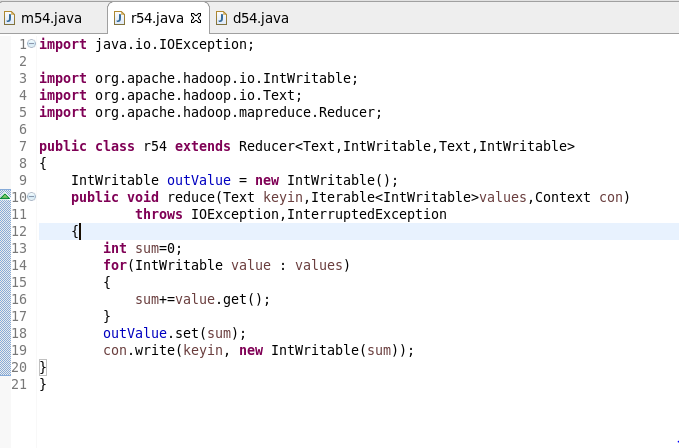 m54.java r54.java d54.java
1 import java.io.IOException;
2
3 import org.apache.hadoop.io.IntWritable;
4 import org.apache.hadoop.io.Text;
5 import org.apache.hadoop.mapreduce.Reducer;
6
7 public class r54 extends Reducer<Text,IntWritable,Text,IntWritable>
8 {
9     IntWritable outValue = new IntWritable();
10     public void reduce(Text keyin,Iterable<IntWritable>values,Context con)
11             throws IOException,InterruptedException
12     {
13         int sum=0;
14         for(IntWritable value : values)
15         {
16             sum+=value.get();
17         }
18         outValue.set(sum);
19         con.write(keyin, new IntWritable(sum));
20 }
21 }